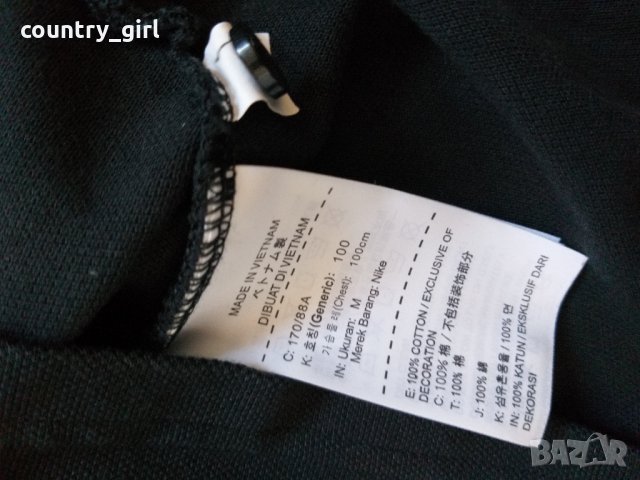 country_girl
MADE IN VIETNAM
ベトナム製
DIBUAT DI VIETNAM
C: 170/88A
K: 호칭(Generic): 100
가슴둘레(Chest): 100cm
IN: Ukuran: M
Merek Barang: Nike
E: 100% COTTON / EXCLUSIVE OF
DECORATION
C: 100% 棉 / 不包括装饰部分
T: 100% 棉
J: 100% 綿
K: 섬유혼용율 / 100% 면
IN: 100% KATUN / EKSKLUSIF DARI
DEKORASI
BAZAR